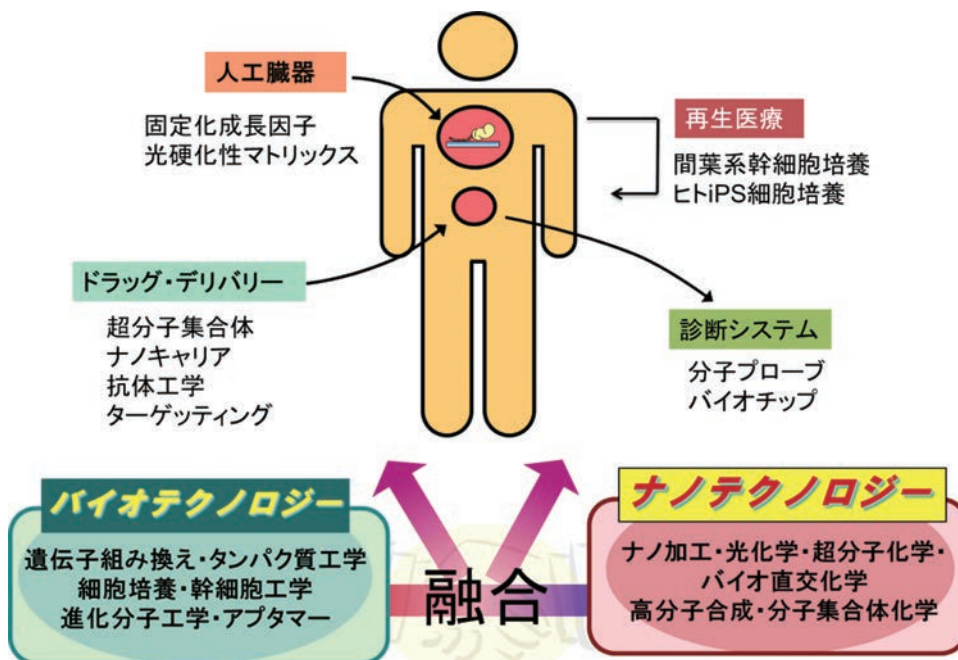 人工臓器
固定化成長因子
光硬化性マトリックス
再生医療
間葉系幹細胞培養
ヒトiPS細胞培養
ドラッグ・デリバリー
超分子集合体
ナノキャリア
抗体工学
ターゲッティング
診断システム
分子プローブ
バイオチップ
バイオテクノロジー
遺伝子組み換え・タンパク質工学
細胞培養・幹細胞工学
進化分子工学・アプタマー
融合
ナノテクノロジー
ナノ加工・光化学・超分子化学・
バイオ直交化学
高分子合成・分子集合体化学